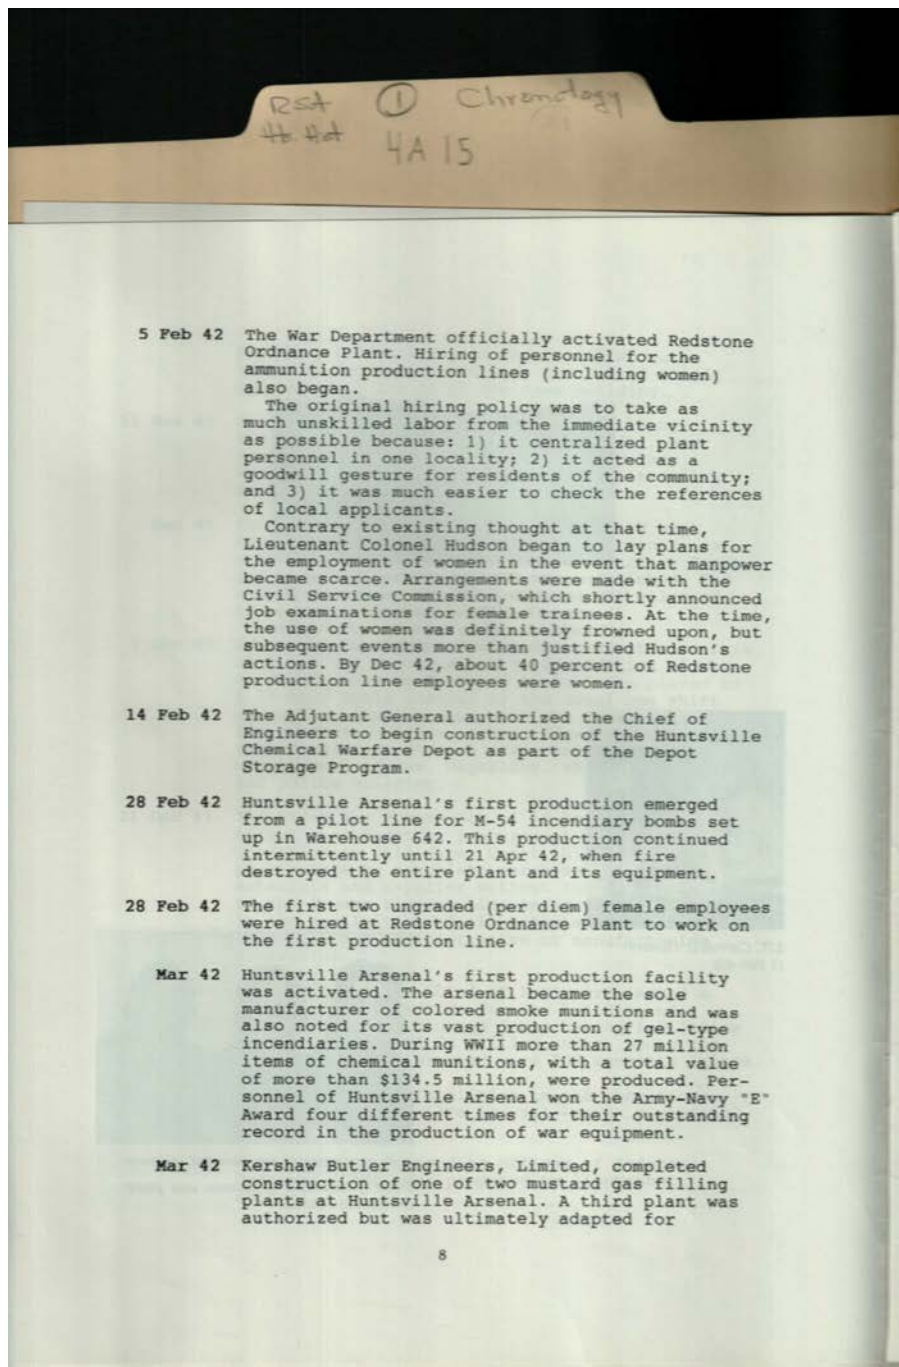 RSA ① Chronology
4A 15
5 Feb 42 The War Department officially activated Redstone
Ordnance Plant. Hiring of personnel for the
ammunition production lines (including women)
also began.
The original hiring policy was to take as
much unskilled labor from the immediate vicinity
as possible because: 1) it centralized plant
personnel in one locality; 2) it acted as a
goodwill gesture for residents of the community;
and 3) it was much easier to check the references
of local applicants.
Contrary to existing thought at that time,
Lieutenant Colonel Hudson began to lay plans for
the employment of women in the event that manpower
became scarce. Arrangements were made with the
Civil Service Commission, which shortly announced
job examinations for female trainees. At the time,
the use of women was definitely frowned upon, but
subsequent events more than justified Hudson's
actions. By Dec 42, about 40 percent of Redstone
production line employees were women.
14 Feb 42 The Adjutant General authorized the Chief of
Engineers to begin construction of the Huntsville
Chemical Warfare Depot as part of the Depot
Storage Program.
28 Feb 42 Huntsville Arsenal's first production emerged
from a pilot line for M-54 incendiary bombs set
up in Warehouse 642. This production continued
intermittently until 21 Apr 42, when fire
destroyed the entire plant and its equipment.
28 Feb 42 The first two ungraded (per diem) female employees
were hired at Redstone Ordnance Plant to work on
the first production line.
Mar 42 Huntsville Arsenal's first production facility
was activated. The arsenal became the sole
manufacturer of colored smoke munitions and was
also noted for its vast production of gel-type
incendiaries. During WWII more than 27 million
items of chemical munitions, with a total value
of more than $134.5 million, were produced. Per-
sonnel of Huntsville Arsenal won the Army-Navy "E"
Award four different times for their outstanding
record in the production of war equipment.
Mar 42 Kershaw Butler Engineers, Limited, completed
construction of one of two mustard gas filling
plants at Huntsville Arsenal. A third plant was
authorized but was ultimately adapted for
8